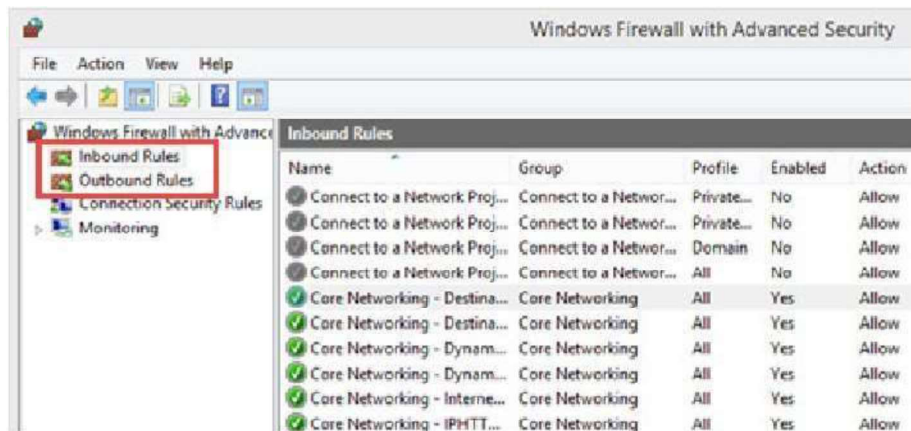 Windows Firewall with Advanced Security
File Action View Help
Windows Firewall with Advance
Inbound Rules
Outbound Rules
Connection Security Rules
Monitoring
Inbound Rules
Name Group Profile Enabled Action
Connect to a Network Proj... Connect to a Networ... Private... No Allow
Connect to a Network Proj... Connect to a Networ... Private... No Allow
Connect to a Network Proj... Connect to a Networ... Domain No Allow
Connect to a Network Proj... Connect to a Networ... All No Allow
Core Networking - Destina... Core Networking All Yes Allow
Core Networking - Destina... Core Networking All Yes Allow
Core Networking - Dynam... Core Networking All Yes Allow
Core Networking - Dynam... Core Networking All Yes Allow
Core Networking - Interne... Core Networking All Yes Allow
Core Networking - IPHTT... Core Networking All Yes Allow